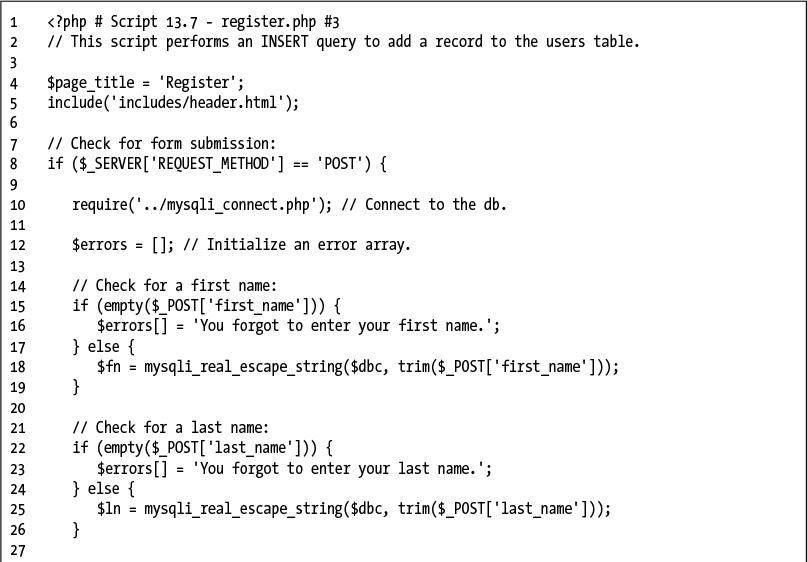 1 <?php # Script 13.7 - register.php #3
2 // This script performs an INSERT query to add a record to the users table.
3
4 $page_title = 'Register';
5 include('includes/header.html');
6
7 // Check for form submission:
8 if ($_SERVER['REQUEST_METHOD'] == 'POST') {
9
10 require('../mysqli_connect.php'); // Connect to the db.
11
12 $errors = []; // Initialize an error array.
13
14 // Check for a first name:
15 if (empty($_POST['first_name'])) {
16 $errors[] = 'You forgot to enter your first name.';
17 } else {
18 $fn = mysqli_real_escape_string($dbc, trim($_POST['first_name']));
19 }
20
21 // Check for a last name:
22 if (empty($_POST['last_name'])) {
23 $errors[] = 'You forgot to enter your last name.';
24 } else {
25 $ln = mysqli_real_escape_string($dbc, trim($_POST['last_name']));
26 }
27